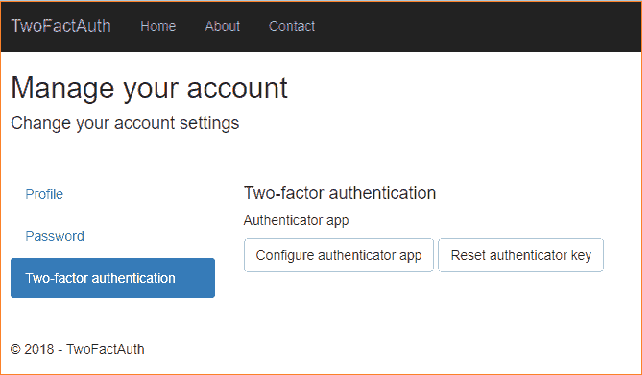 TwoFactAuth Home About Contact
Manage your account
Change your account settings
Profile
Password
Two-factor authentication
Two-factor authentication
Authenticator app
Configure authenticator app Reset authenticator key
© 2018 - TwoFactAuth